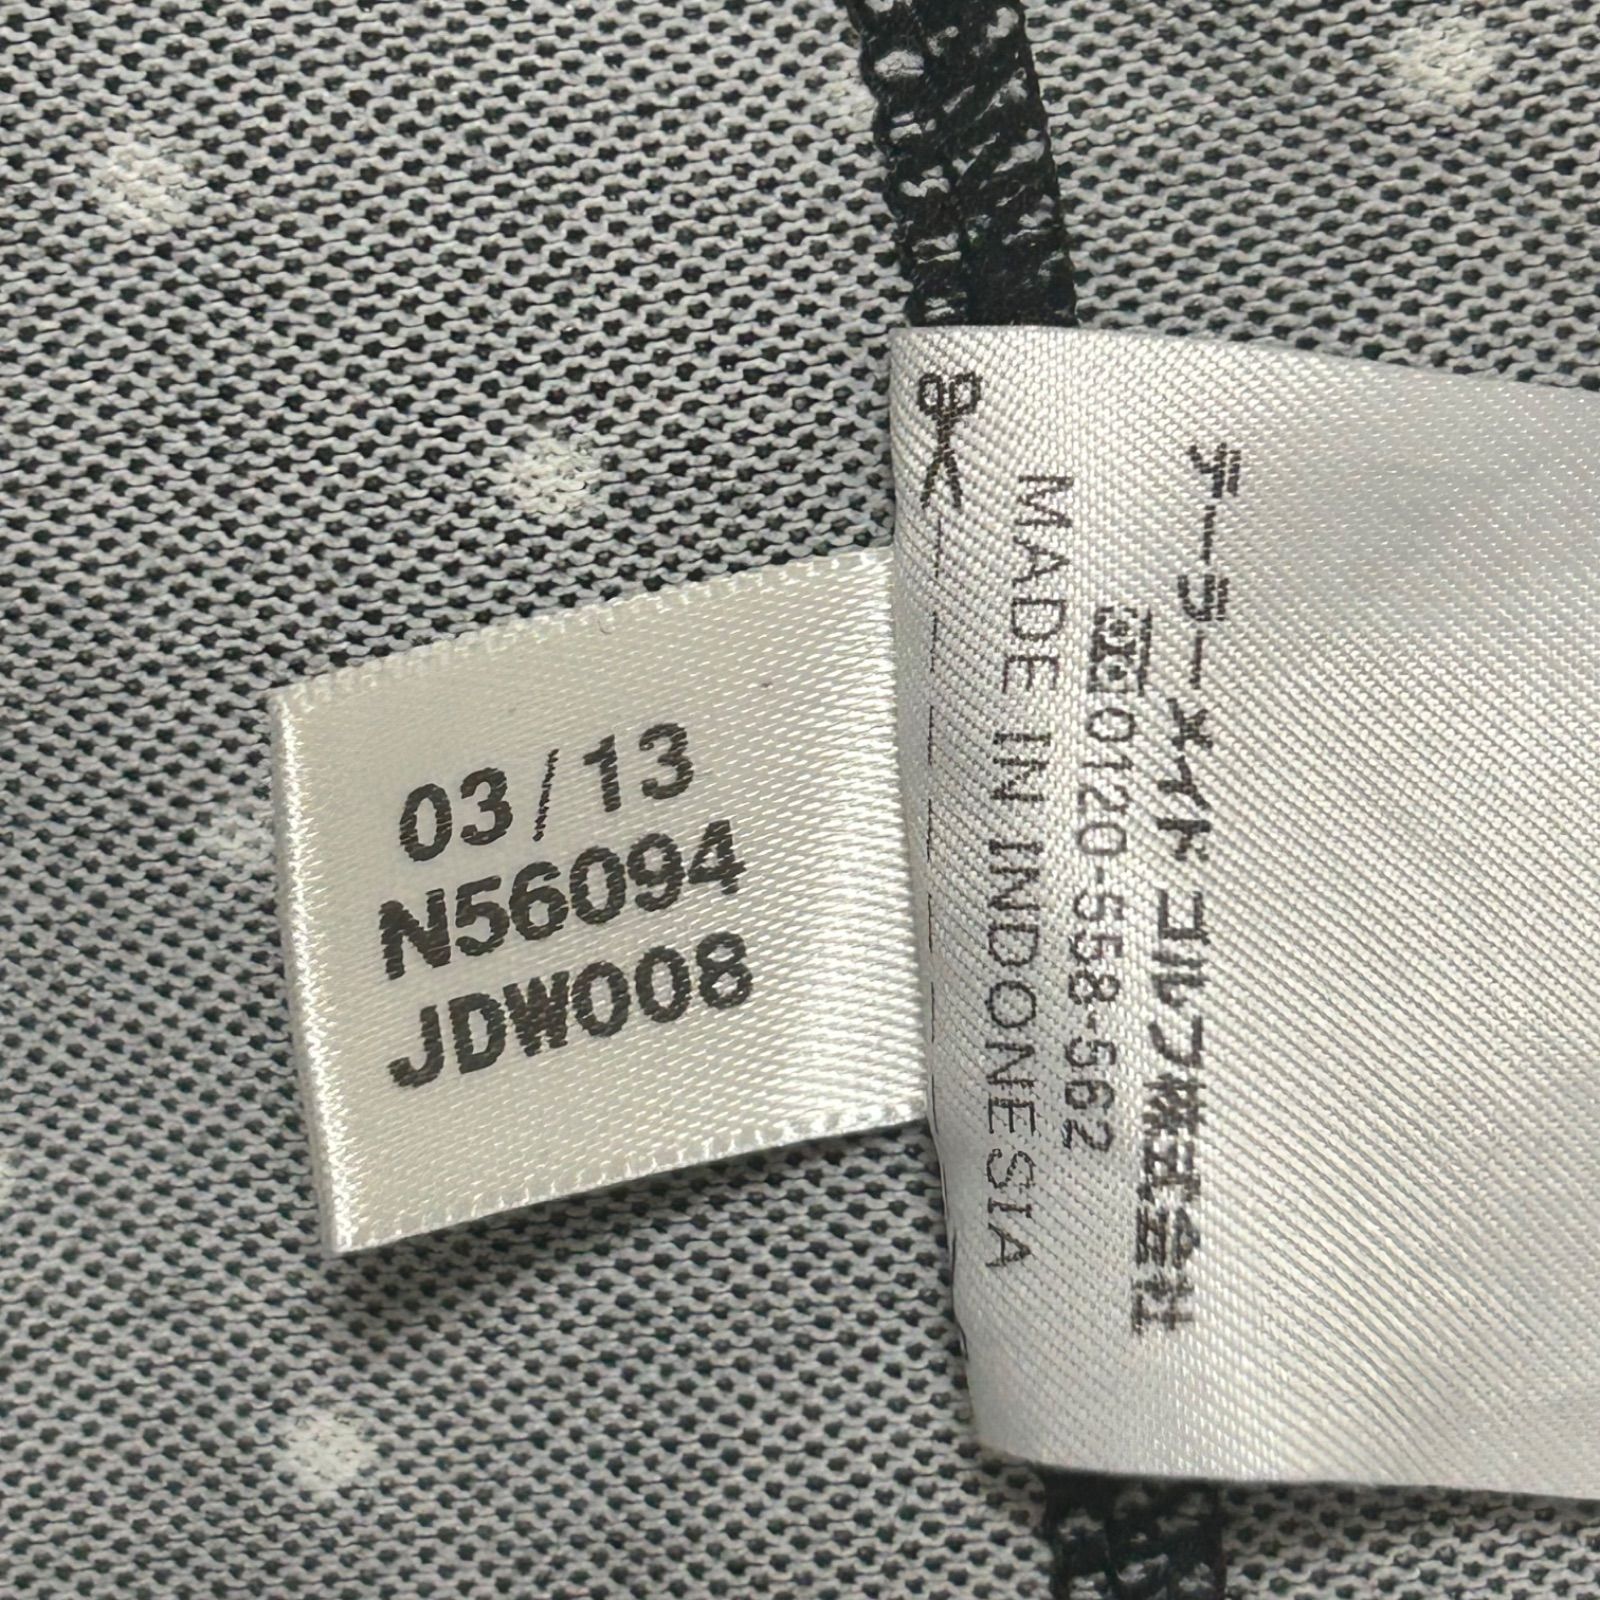 03/13
N56094
JDW008
テーラーメイドゴルフ株式会社
0120-558-562
MADE IN INDONESIA